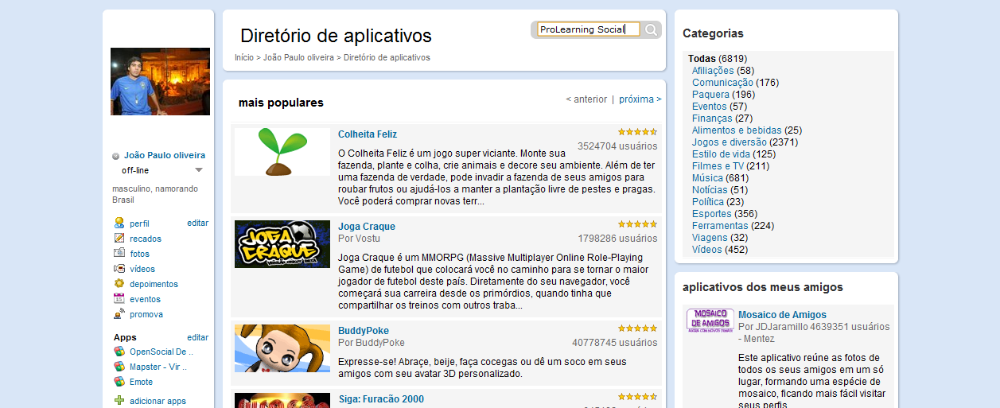 João Paulo oliveira
off-line
masculino, namorando
Brasil
perfil editar
recados
fotos
vídeos
depoimentos
eventos
promova
Apps editar
OpenSocial De ..
Mapster - Vir ..
Emote
adicionar apps
Diretório de aplicativos
ProLearning Social
Início > João Paulo oliveira > Diretório de aplicativos
mais populares
< anterior | próxima >
Colheita Feliz
3524704 usuários
O Colheita Feliz é um jogo super viciante. Monte sua
fazenda, plante e colha, crie animais e decore seu ambiente. Além de ter
uma fazenda de verdade, pode invadir a fazenda de seus amigos para
roubar frutos ou ajudá-los a manter a plantação livre de pestes e pragas.
Você poderá comprar novas terr...
JOGA
CRAQUE
Joga Craque
Por Vostu 1798286 usuários
Joga Craque é um MMORPG (Massive Multiplayer Online Role-Playing
Game) de futebol que colocará você no caminho para se tornar o maior
jogador de futebol deste país. Diretamente do seu navegador, você
começará sua carreira desde os primórdios, quando tinha que
compartilhar os treinos com outros traba...
BuddyPoke
Por BuddyPoke 40778745 usuários
Expresse-se! Abraçe, beije, faça cocegas ou dê um soco em seus
amigos com seu avatar 3D personalizado.
Siga: Furacão 2000
Categorias
Todas (6819)
Afiliações (58)
Comunicação (176)
Paquera (196)
Eventos (57)
Finanças (27)
Alimentos e bebidas (25)
Jogos e diversão (2371)
Estilo de vida (125)
Filmes e TV (211)
Música (681)
Notícias (51)
Política (23)
Esportes (356)
Ferramentas (224)
Viagens (32)
Vídeos (452)
aplicativos dos meus amigos
MOSAICO
DE AMIGOS
AGORA COM NOVOS TEMAS!
Mosaico de Amigos
Por JDJaramillo 4639351 usuários
- Mentez
Este aplicativo reúne as fotos de
todos os seus amigos em um só
lugar, formando uma espécie de
mosaico, ficando mais fácil visitar
seus perfis